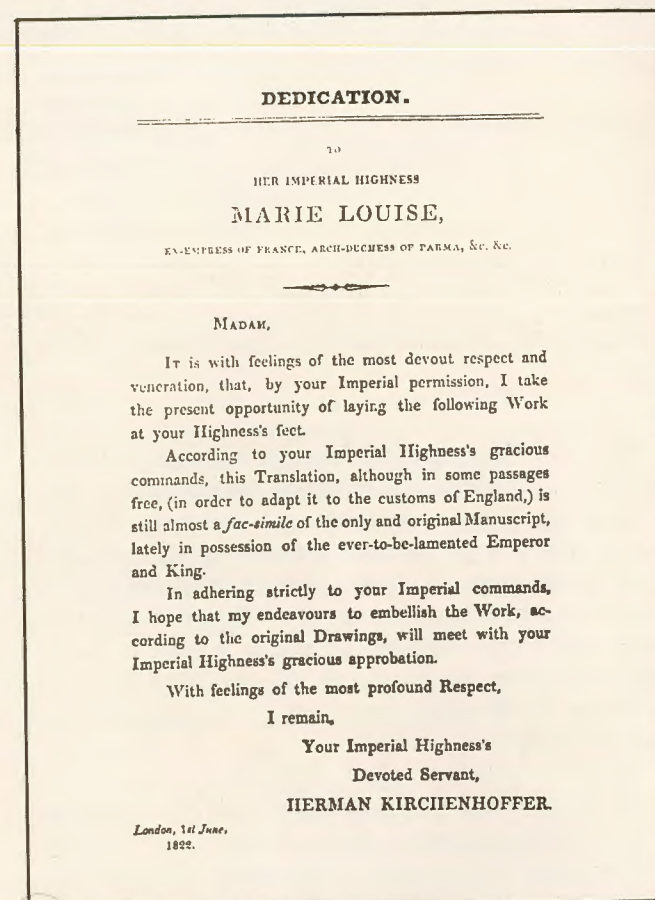 DEDICATION.
TO
HER IMPERIAL HIGHNESS
MARIE LOUISE,
EX-EMPRESS OF FRANCE, ARCH-DUCHESS OF PARMA, &c. &c.
MADAM,
IT is with feelings of the most devout respect and
veneration, that, by your Imperial permission, I take
the present opportunity of laying the following Work
at your Highness's feet.
According to your Imperial Highness's gracious
commands, this Translation, although in some passages
free, (in order to adapt it to the customs of England,) is
still almost a fac-simile of the only and original Manuscript,
lately in possession of the ever-to-be-lamented Emperor
and King.
In adhering strictly to your Imperial commands,
I hope that my endeavours to embellish the Work, ac-
cording to the original Drawings, will meet with your
Imperial Highness's gracious approbation.
With feelings of the most profound Respect,
I remain,
Your Imperial Highness's
Devoted Servant,
HERMAN KIRCHENHOFFER.
London, 1st June,
1822.